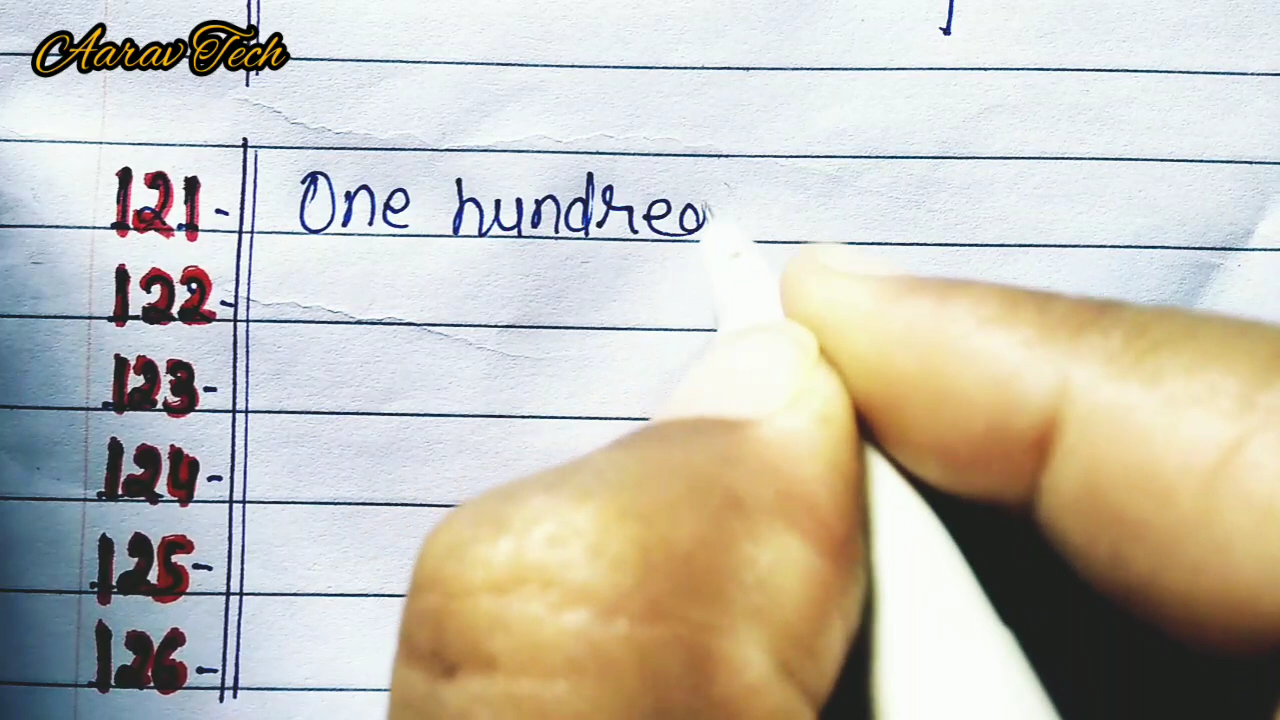 Aarav Tech
121- One hundred
122-
123-
124-
125-
126-